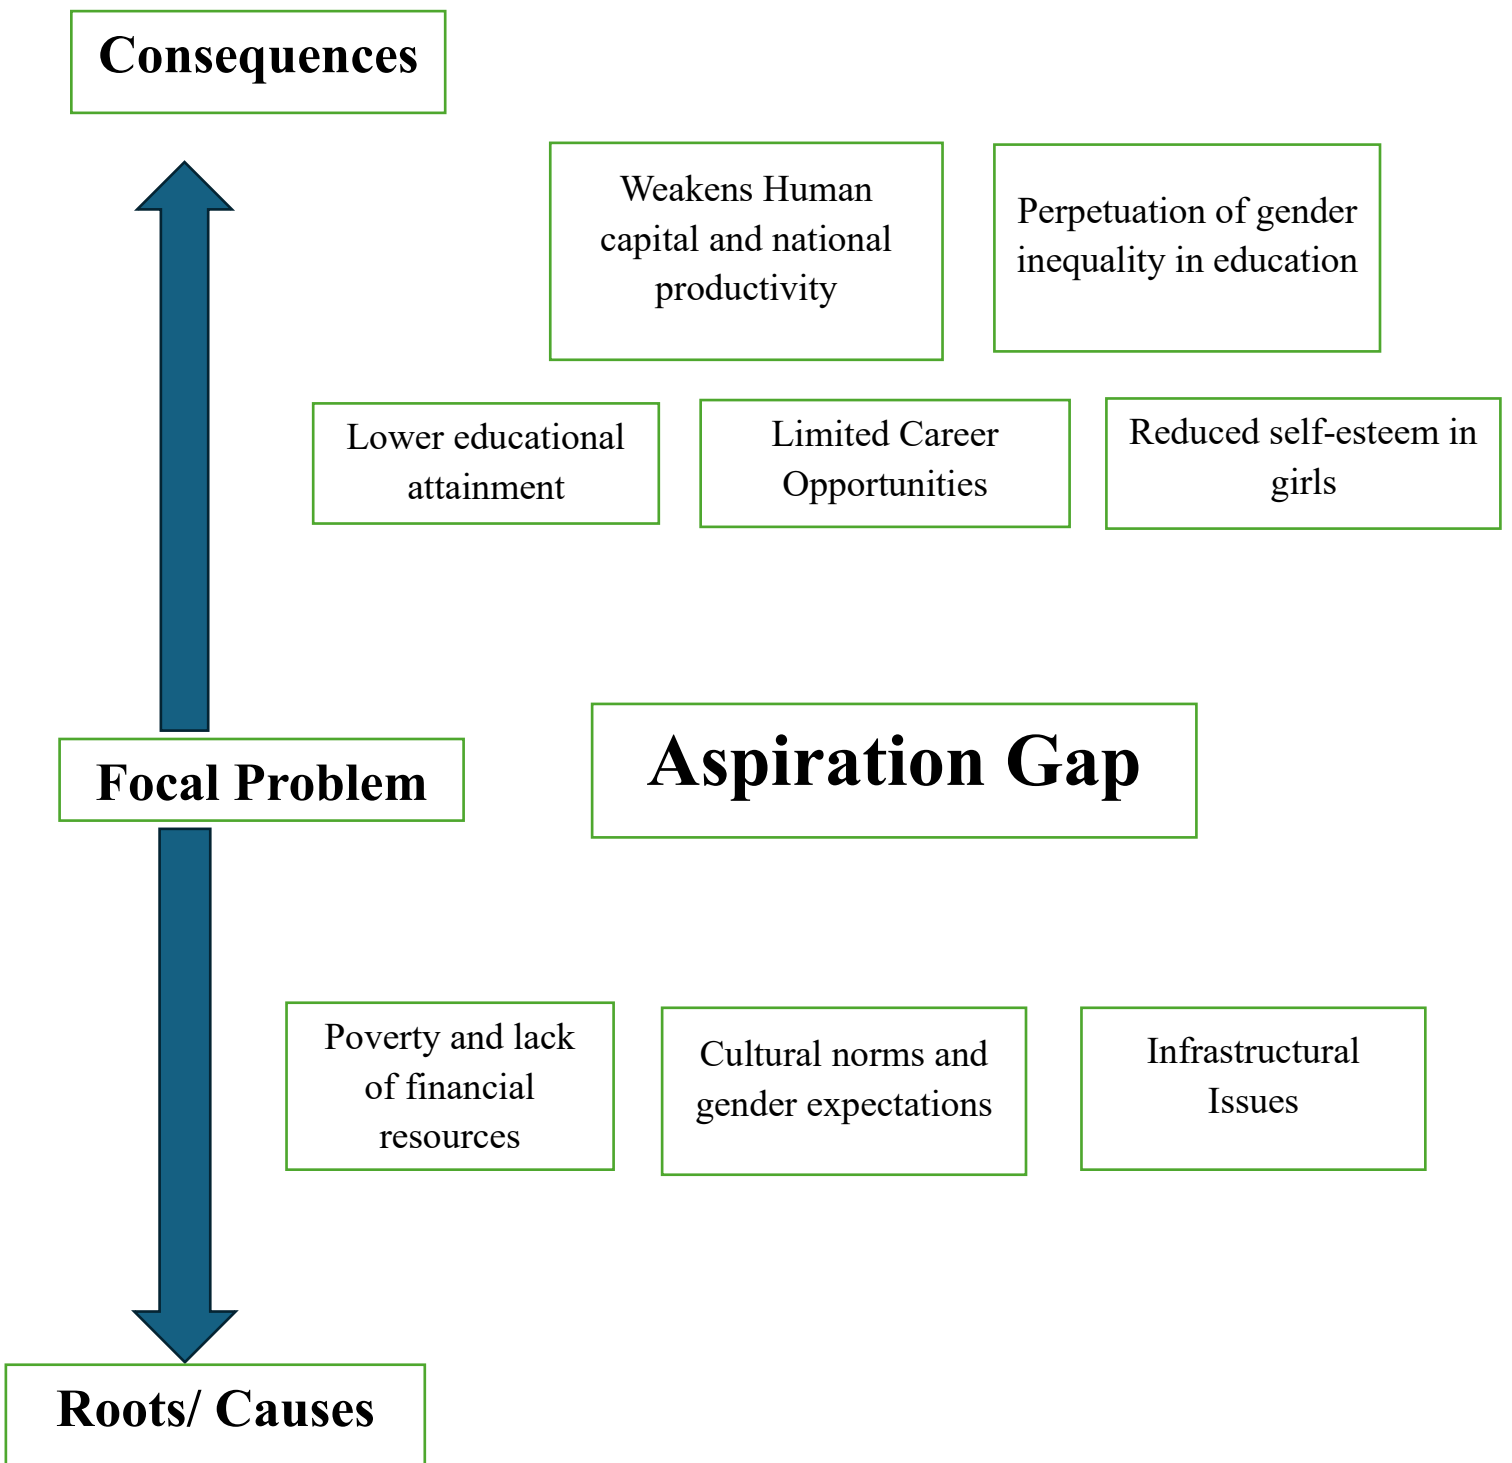 Consequences
Weakens Human
capital and national
productivity
Perpetuation of gender
inequality in education
Lower educational
attainment
Limited Career
Opportunities
Reduced self-esteem in
girls
Focal Problem
Aspiration Gap
Poverty and lack
of financial
resources
Cultural norms and
gender expectations
Infrastructural
Issues
Roots/ Causes